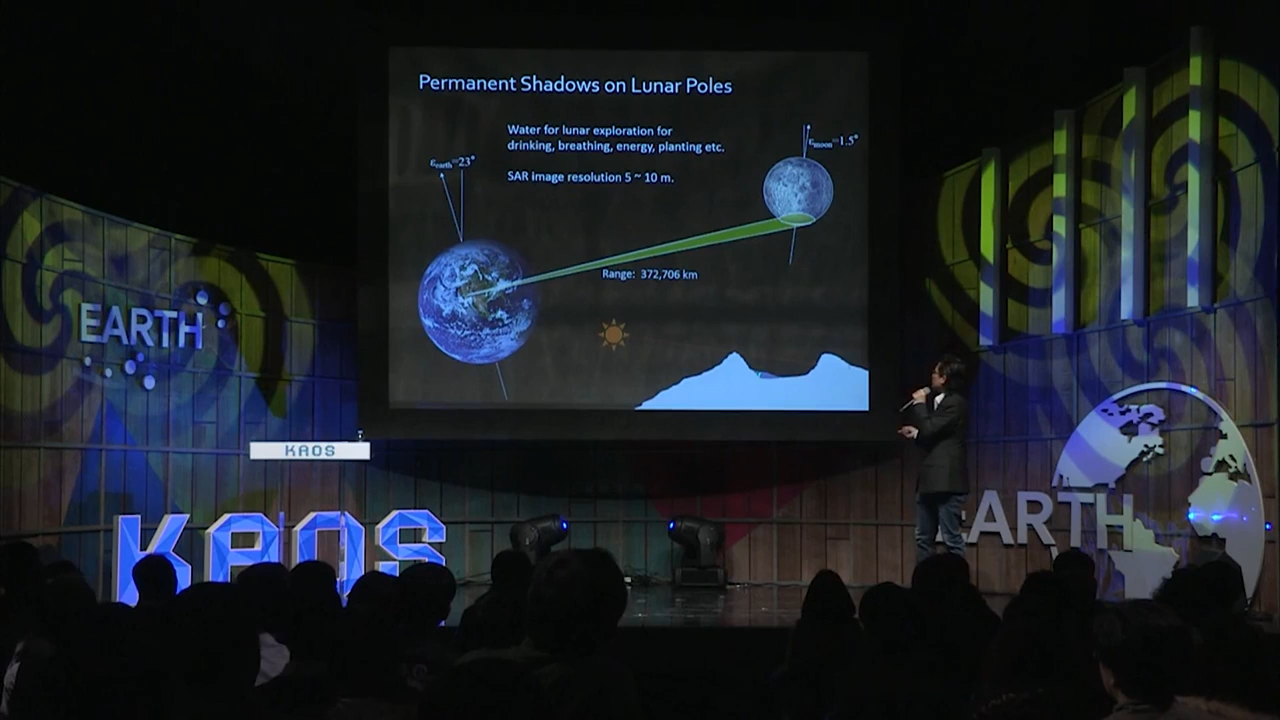 Permanent Shadows on Lunar Poles
Water for lunar exploration for
drinking, breathing, energy, planting etc.
SAR image resolution 5 ~ 10 m.
εearth=23°
εmoon=1.5°
Range: 372,706 km
EARTH
KAOS
KAOS
EARTH